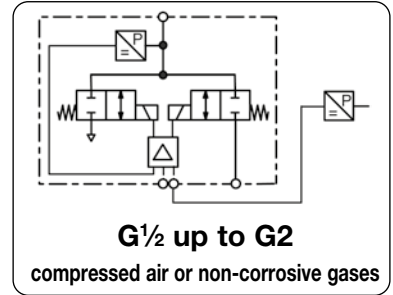 P
=
P
=
G½ up to G2
compressed air or non-corrosive gases